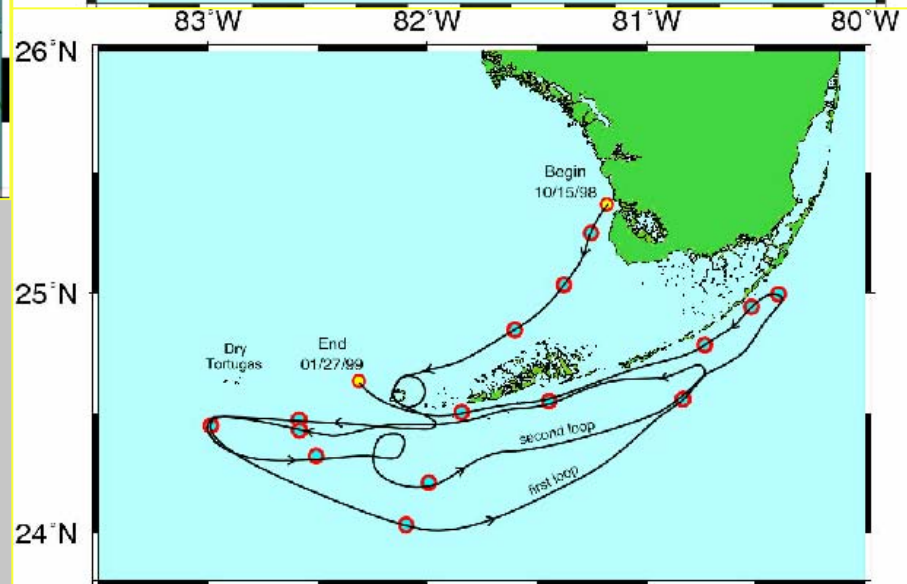 83°W 82°W 81°W 80°W
26°N
Begin
10/15/98
25°N
Dry
Tortugas
End
01/27/99
second loop
first loop
24°N